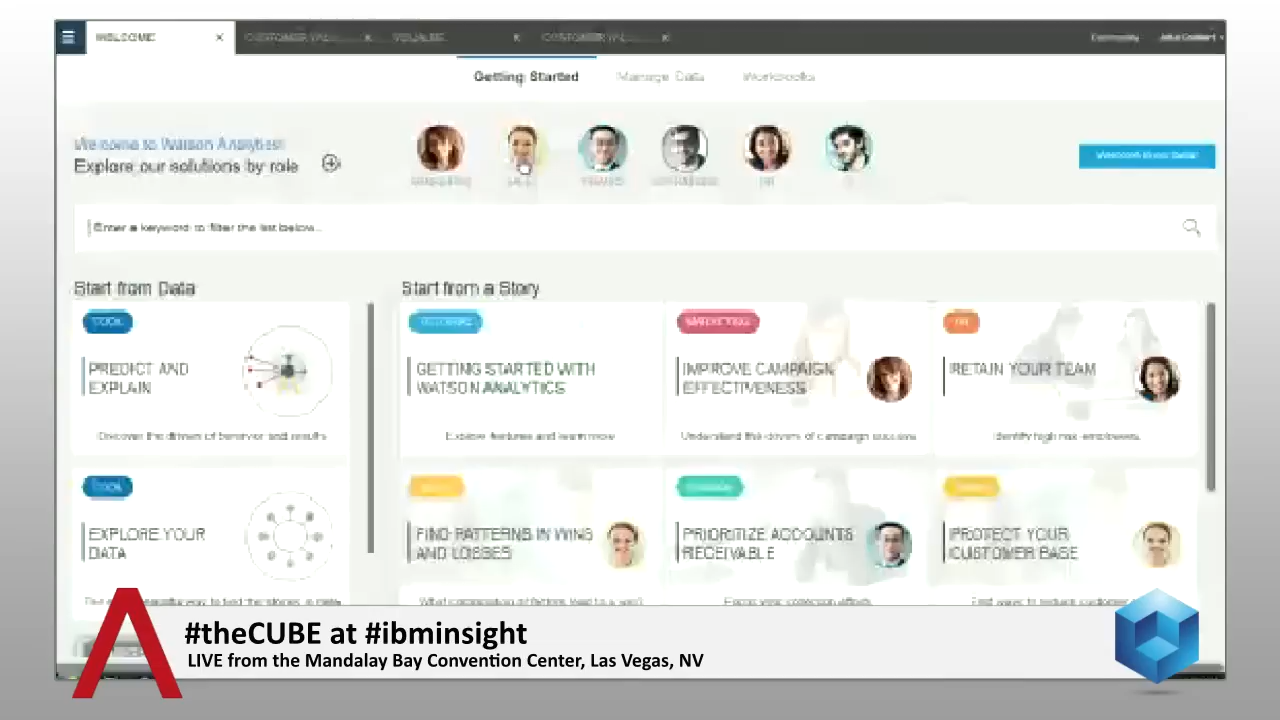 WELCOME
Getting Started
Manage Data
Workbooks
Welcome to Watson Analytics!
Explore our solutions by role
Enter a keyword to filter the list below...
Start from Data
Start from a Story
MARKETING
HR
PREDICT AND
EXPLAIN
GETTING STARTED WITH
WATSON ANALYTICS
IMPROVE CAMPAIGN
EFFECTIVENESS
RETAIN YOUR TEAM
Discover the drivers of behavior and results
Explore features and learn more
Understand the drivers of campaign success
Identify high risk employees.
EXPLORE YOUR
DATA
FIND PATTERNS IN WINS
AND LOSSES
PRIORITIZE ACCOUNTS
RECEIVABLE
PROTECT YOUR
CUSTOMER BASE
#theCUBE at #ibminsight
LIVE from the Mandalay Bay Convention Center, Las Vegas, NV